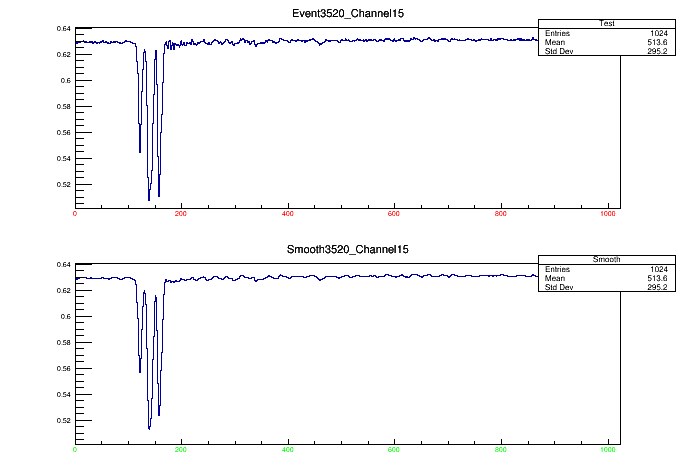 Event3520_Channel15
Test
Entries 1024
Mean 513.6
Std Dev 295.2
0.64
0.62
0.6
0.58
0.56
0.54
0.52
0 200 400 600 800 1000
Smooth3520_Channel15
Smooth
Entries 1024
Mean 513.6
Std Dev 295.2
0.64
0.62
0.6
0.58
0.56
0.54
0.52
0 200 400 600 800 1000